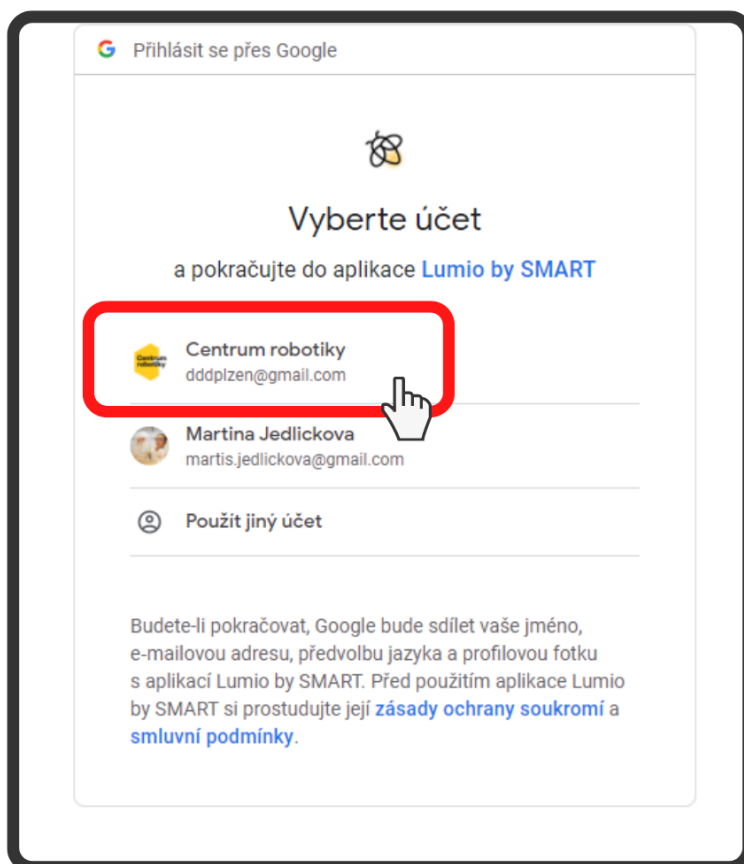 Přihlásit se přes Google
Vyberte účet
a pokračujte do aplikace Lumio by SMART
Centrum robotiky
Centrum
robotiky
dddplzen@gmail.com
Martina Jedlickova
martis.jedlickova@gmail.com
Použít jiný účet
Budete-li pokračovat, Google bude sdílet vaše jméno,
e-mailovou adresu, předvolbu jazyka a profilovou fotku
s aplikací Lumio by SMART. Před použitím aplikace Lumio
by SMART si prostudujte její zásady ochrany soukromí a
smluvní podmínky.